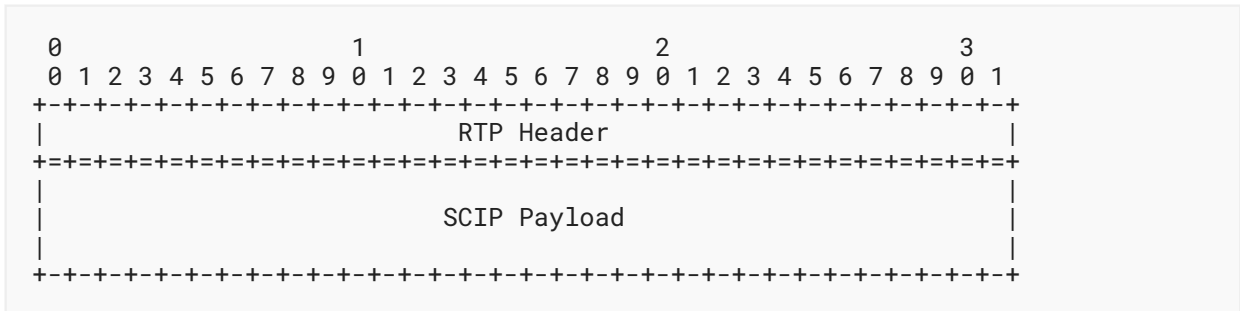 0                   1                   2                   3
 0 1 2 3 4 5 6 7 8 9 0 1 2 3 4 5 6 7 8 9 0 1 2 3 4 5 6 7 8 9 0 1
+-+-+-+-+-+-+-+-+-+-+-+-+-+-+-+-+-+-+-+-+-+-+-+-+-+-+-+-+-+-+-+-+
|                           RTP Header                          |
+=+=+=+=+=+=+=+=+=+=+=+=+=+=+=+=+=+=+=+=+=+=+=+=+=+=+=+=+=+=+=+=+
|                                                               |
|                          SCIP Payload                         |
|                                                               |
+-+-+-+-+-+-+-+-+-+-+-+-+-+-+-+-+-+-+-+-+-+-+-+-+-+-+-+-+-+-+-+-+